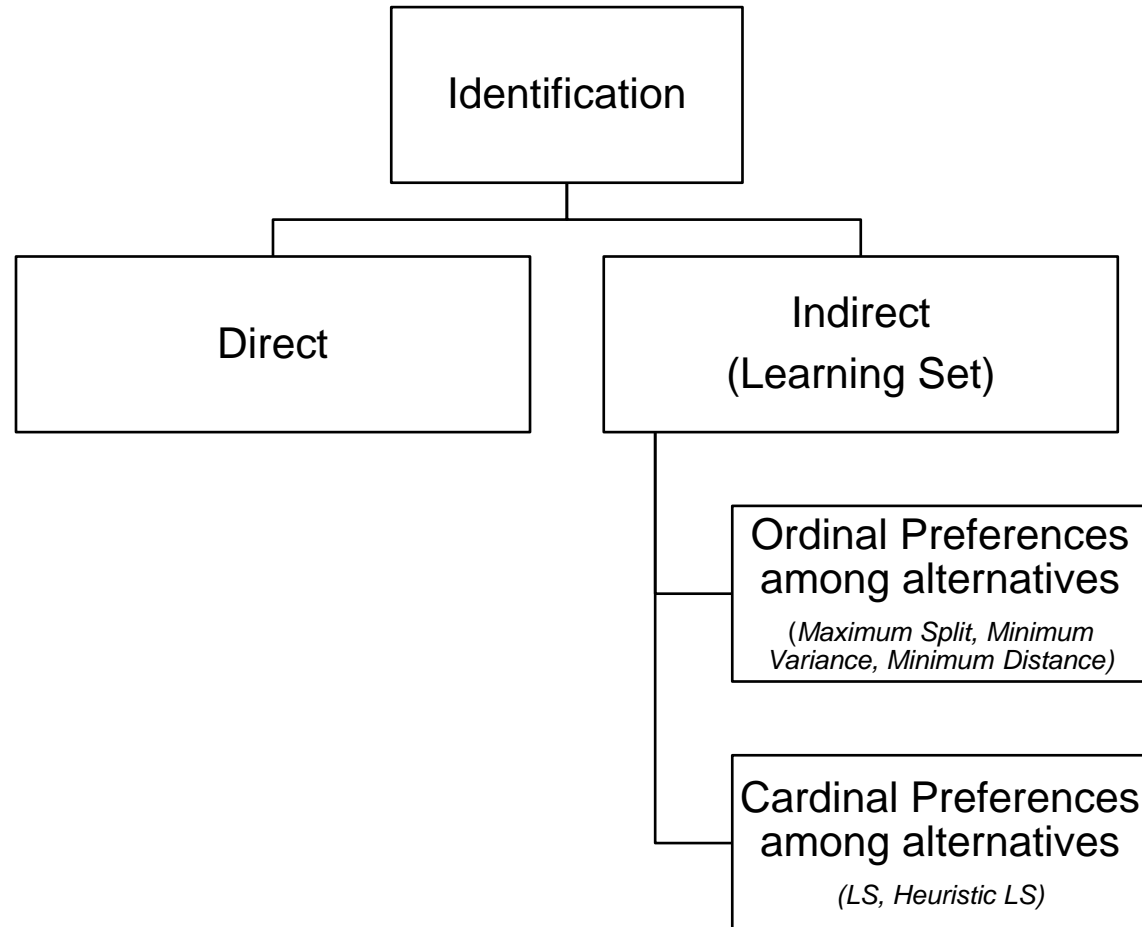 Identification
Direct
Indirect
(Learning Set)
Ordinal Preferences
among alternatives
(Maximum Split, Minimum
Variance, Minimum Distance)
Cardinal Preferences
among alternatives
(LS, Heuristic LS)